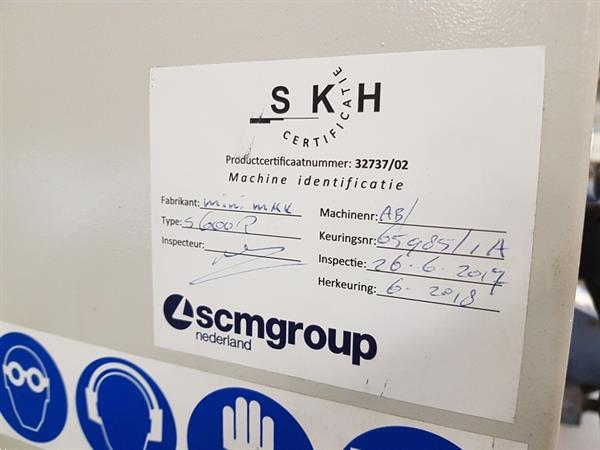 SKH
CERTIFICATIE
Productcertificaatnummer: 32737/02
Machine identificatie
Fabrikant: mini max
Type: S600P
Inspecteur:
Machinenr: AB/
Keuringsnr: 65985/1A
Inspectie: 26-6-2017
Herkeuring: 6-2018
scmgroup
nederland